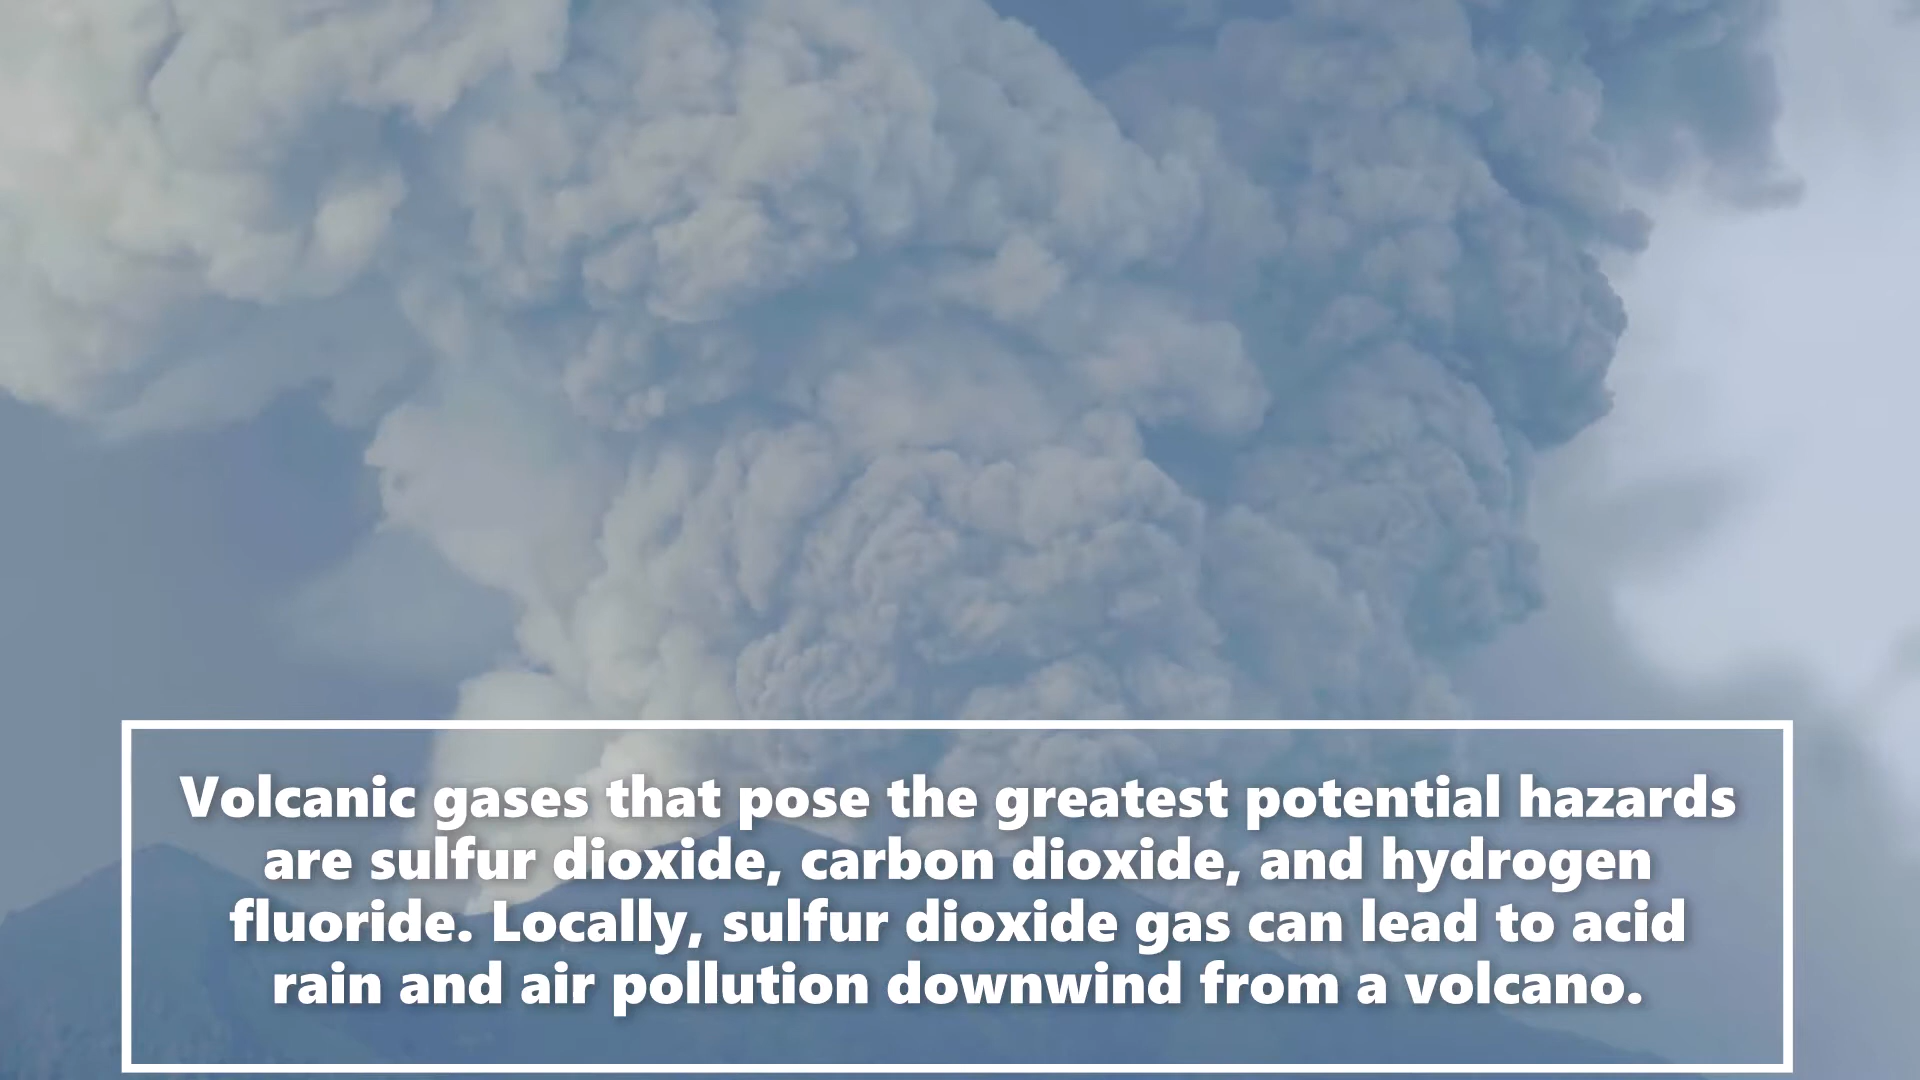 Volcanic gases that pose the greatest potential hazards
are sulfur dioxide, carbon dioxide, and hydrogen
fluoride. Locally, sulfur dioxide gas can lead to acid
rain and air pollution downwind from a volcano.